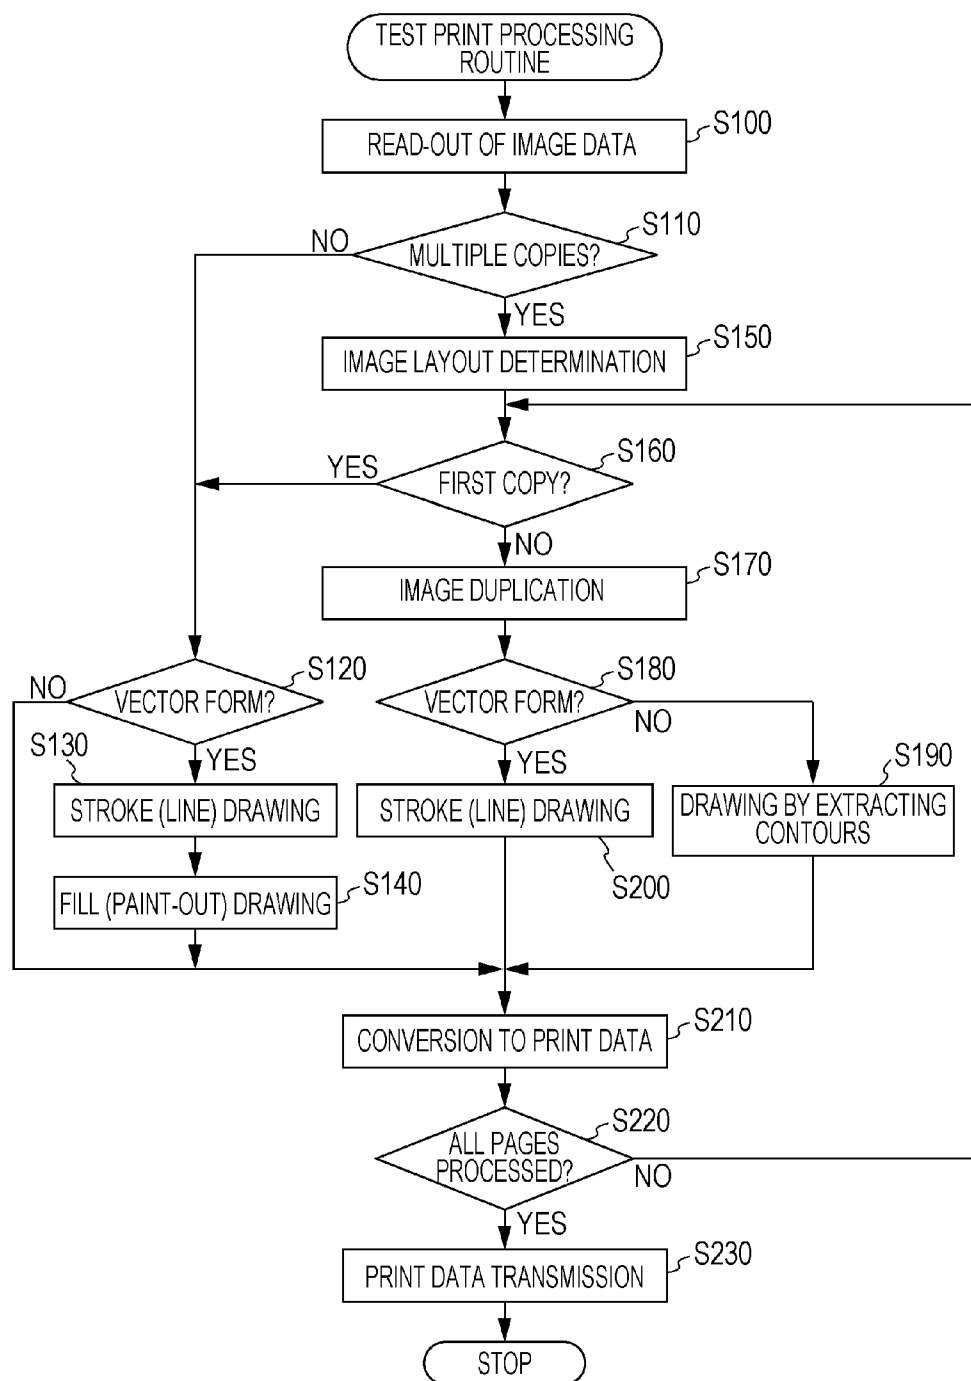 TEST PRINT PROCESSING
ROUTINE
S100
READ-OUT OF IMAGE DATA
S110
NO
MULTIPLE COPIES?
YES
S150
IMAGE LAYOUT DETERMINATION
S160
YES
FIRST COPY?
NO
S170
IMAGE DUPLICATION
S120
S180
NO
VECTOR FORM?
VECTOR FORM?
NO
S130
YES
YES
S190
STROKE (LINE) DRAWING
STROKE (LINE) DRAWING
DRAWING BY EXTRACTING
CONTOURS
S140
S200
FILL (PAINT-OUT) DRAWING
S210
CONVERSION TO PRINT DATA
S220
ALL PAGES
PROCESSED?
NO
YES
S230
PRINT DATA TRANSMISSION
STOP